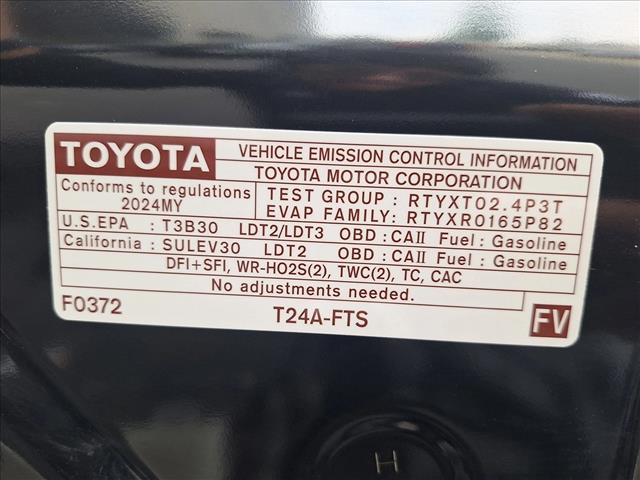 TOYOTA
VEHICLE EMISSION CONTROL INFORMATION
TOYOTA MOTOR CORPORATION
Conforms to regulations
2024MY
TEST GROUP : RTYXT02.4P3T
EVAP FAMILY: RTYXR0165P82
U.S.EPA : T3B30 LDT2/LDT3 OBD:CAII Fuel: Gasoline
California : SULEV30 LDT2 OBD:CAII Fuel: Gasoline
DFI+SFI, WR-HO2S(2), TWC(2), TC, CAC
No adjustments needed.
F0372 T24A-FTS FV
H